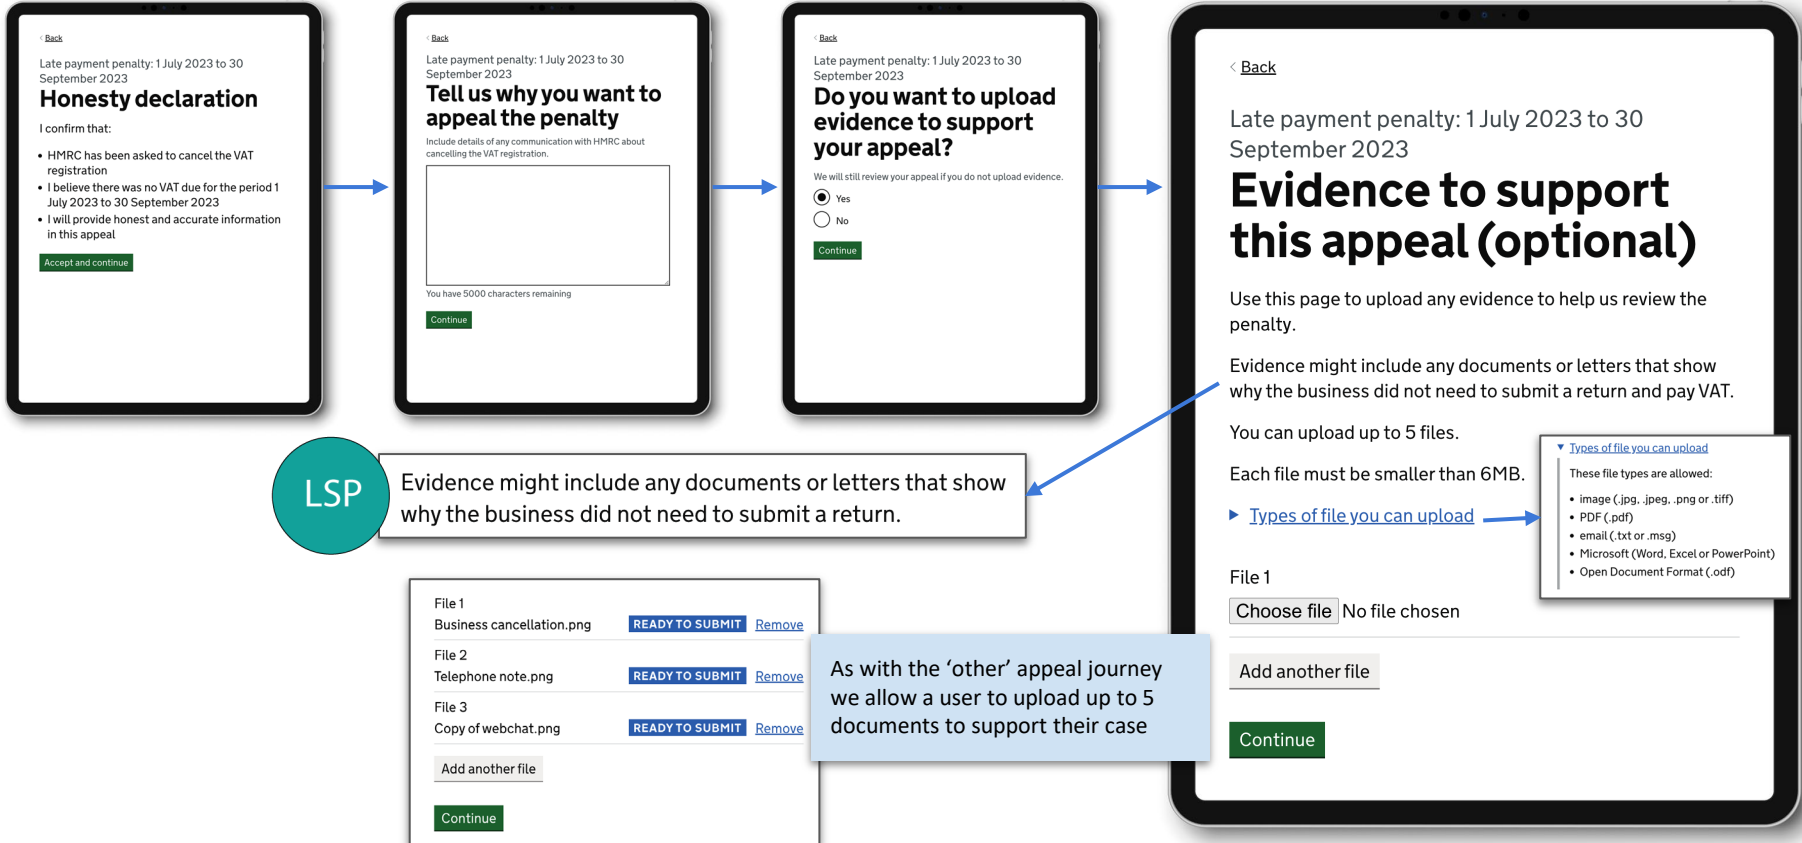 Back
Late payment penalty: 1 July 2023 to 30
September 2023
Honesty declaration
I confirm that:
• HMRC has been asked to cancel the VAT
registration
• I believe there was no VAT due for the period 1
July 2023 to 30 September 2023
• I will provide honest and accurate information
in this appeal
Accept and continue
Back
Late payment penalty: 1 July 2023 to 30
September 2023
Tell us why you want to
appeal the penalty
Include details of any communication with HMRC about
cancelling the VAT registration.
You have 5000 characters remaining
Continue
Back
Late payment penalty: 1 July 2023 to 30
September 2023
Do you want to upload
evidence to support
your appeal?
We will still review your appeal if you do not upload evidence.
Yes
No
Continue
Back
Late payment penalty: 1 July 2023 to 30
September 2023
Evidence to support
this appeal (optional)
Use this page to upload any evidence to help us review the
penalty.
Evidence might include any documents or letters that show
why the business did not need to submit a return and pay VAT.
You can upload up to 5 files.
Each file must be smaller than 6MB.
Types of file you can upload
File 1
Choose file No file chosen
Add another file
Continue
Types of file you can upload
These file types are allowed:
• image (.jpg, .jpeg, .png or .tiff)
• PDF (.pdf)
• email (.txt or .msg)
• Microsoft (Word, Excel or PowerPoint)
• Open Document Format (.odf)
LSP
Evidence might include any documents or letters that show
why the business did not need to submit a return.
File 1
Business cancellation.png READY TO SUBMIT Remove
File 2
Telephone note.png READY TO SUBMIT Remove
File 3
Copy of webchat.png READY TO SUBMIT Remove
Add another file
Continue
As with the ‘other’ appeal journey
we allow a user to upload up to 5
documents to support their case